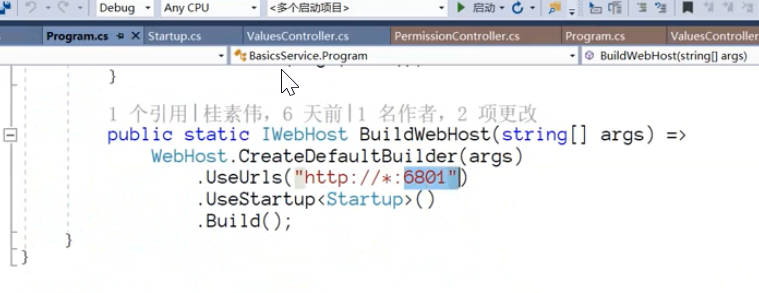 Debug Any CPU <多个启动项目> 启动
Program.cs Startup.cs ValuesController.cs PermissionController.cs Program.cs ValuesController.cs
BasicsService.Program BuildWebHost(string[] args)
}
1 个引用|桂素伟，6 天前|1 名作者，2 项更改
public static IWebHost BuildWebHost(string[] args) =>
WebHost.CreateDefaultBuilder(args)
.UseUrls("http://*:6801")
.UseStartup<Startup>()
.Build();
}
}